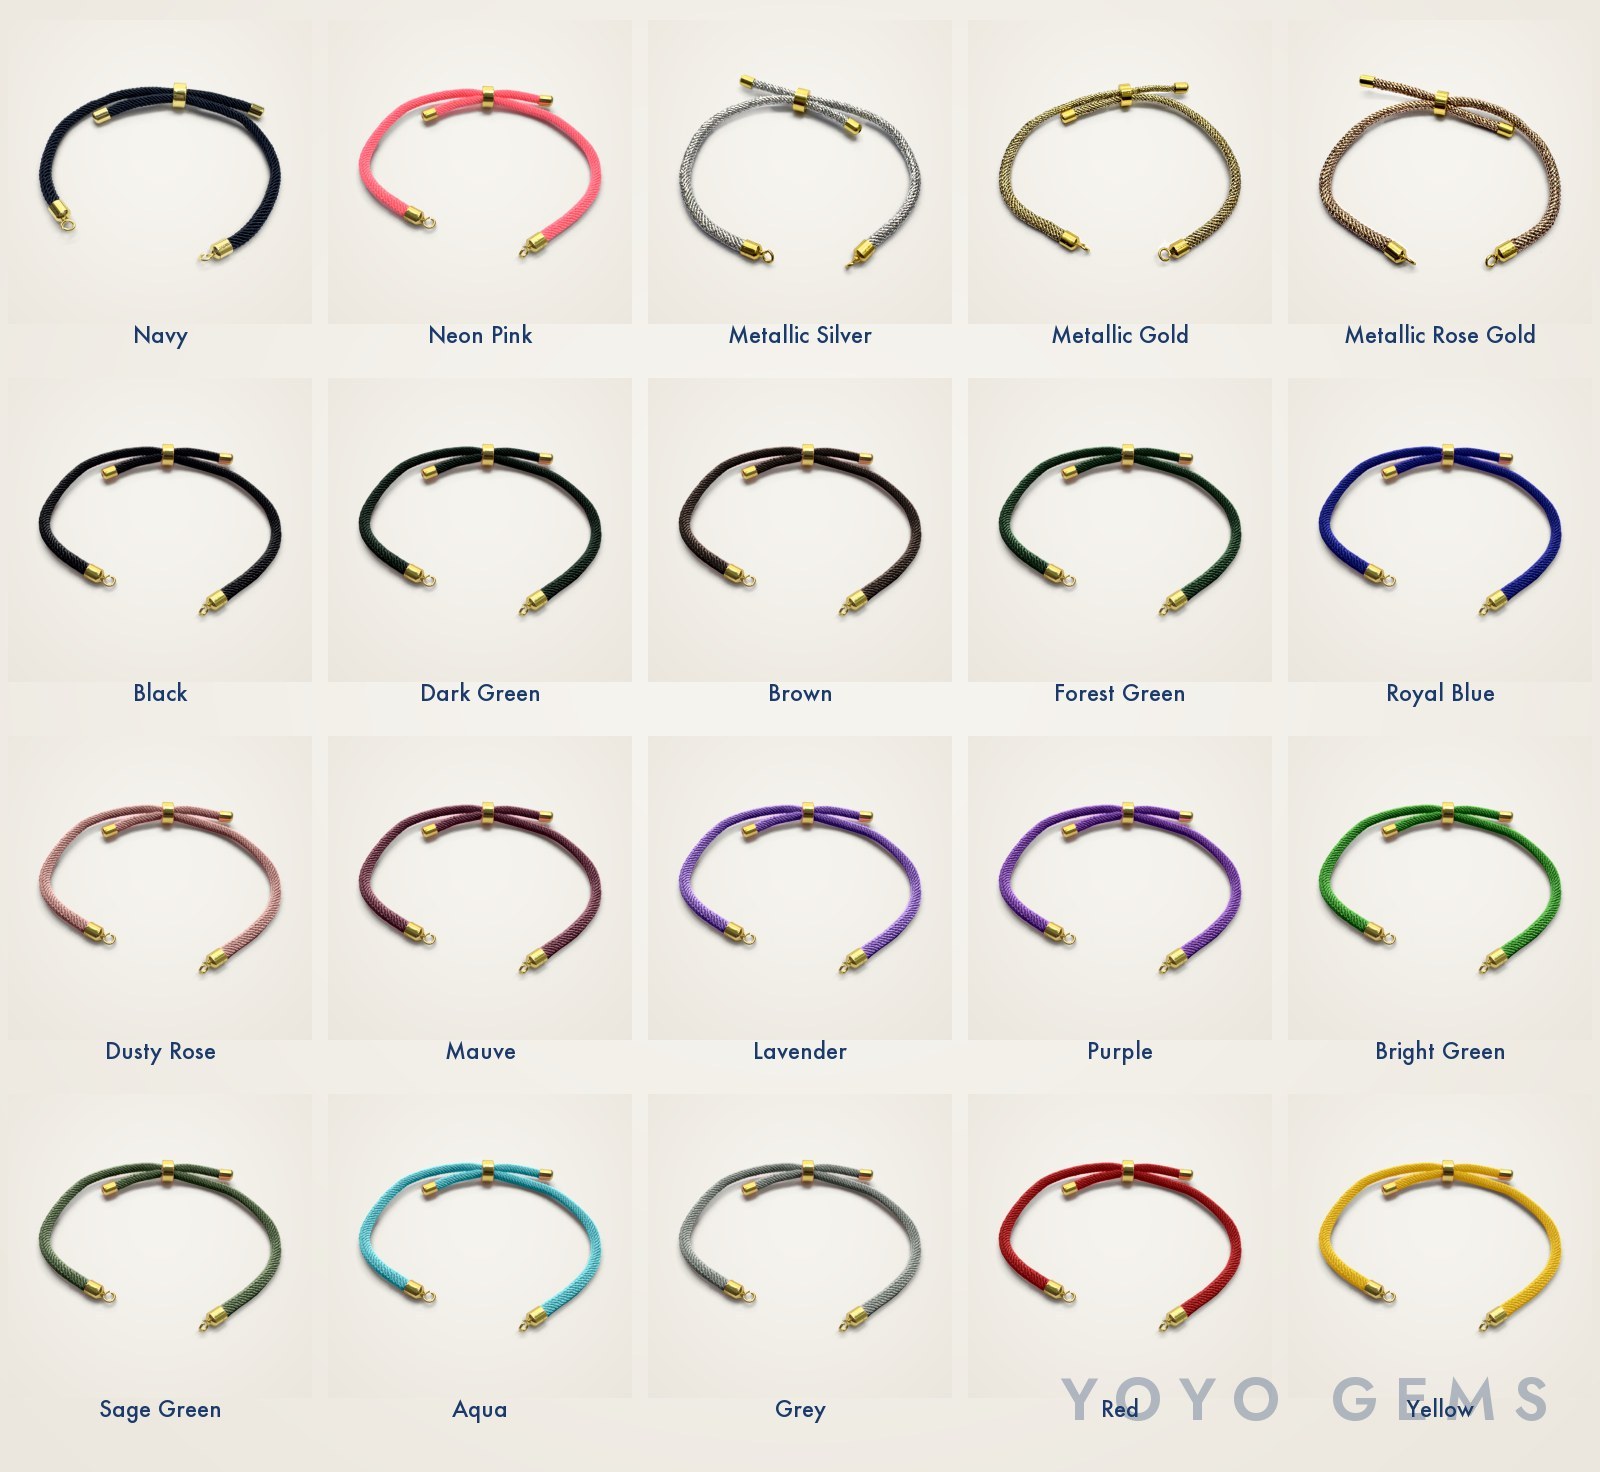 Navy
Neon Pink
Metallic Silver
Metallic Gold
Metallic Rose Gold
Black
Dark Green
Brown
Forest Green
Royal Blue
Dusty Rose
Mauve
Lavender
Purple
Bright Green
Sage Green
Aqua
Grey
Red
Yellow
YOYO GEMS